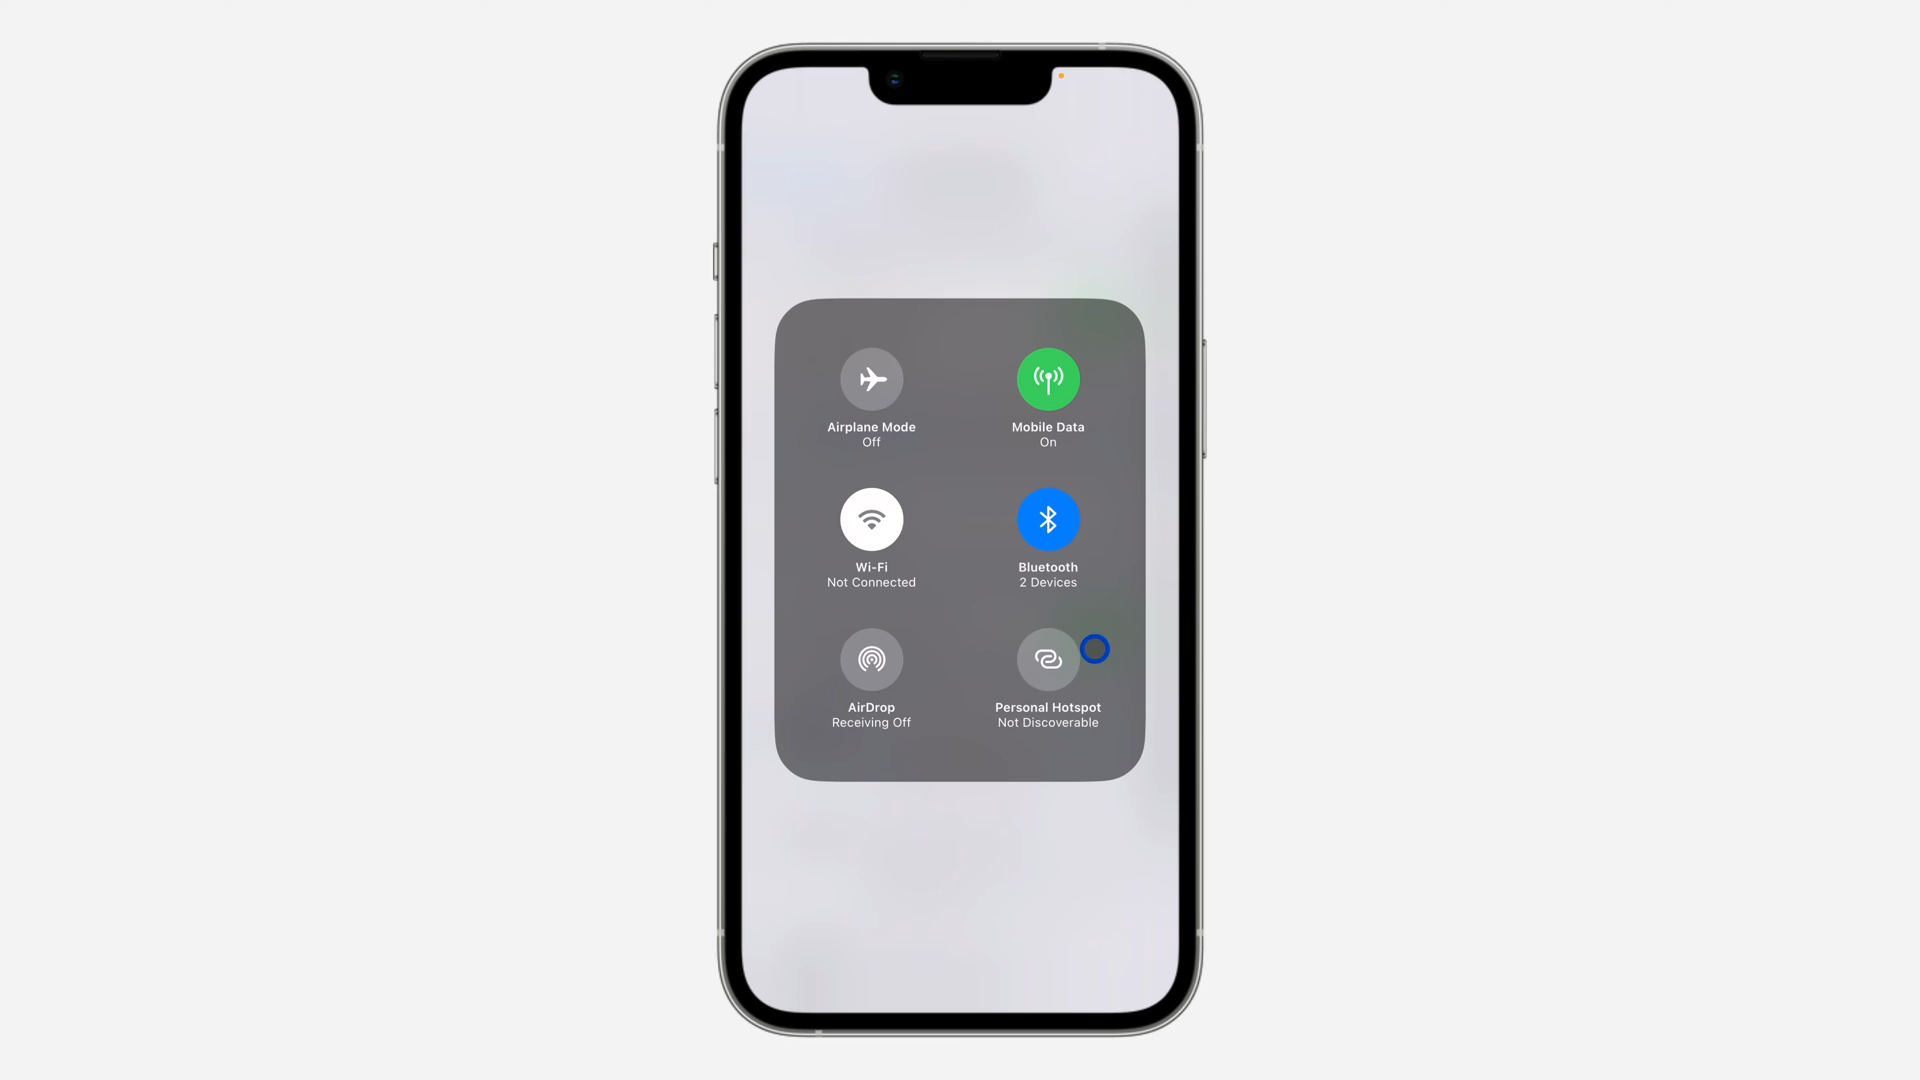 Airplane Mode
Off
Mobile Data
On
Wi-Fi
Not Connected
Bluetooth
2 Devices
AirDrop
Receiving Off
Personal Hotspot
Not Discoverable